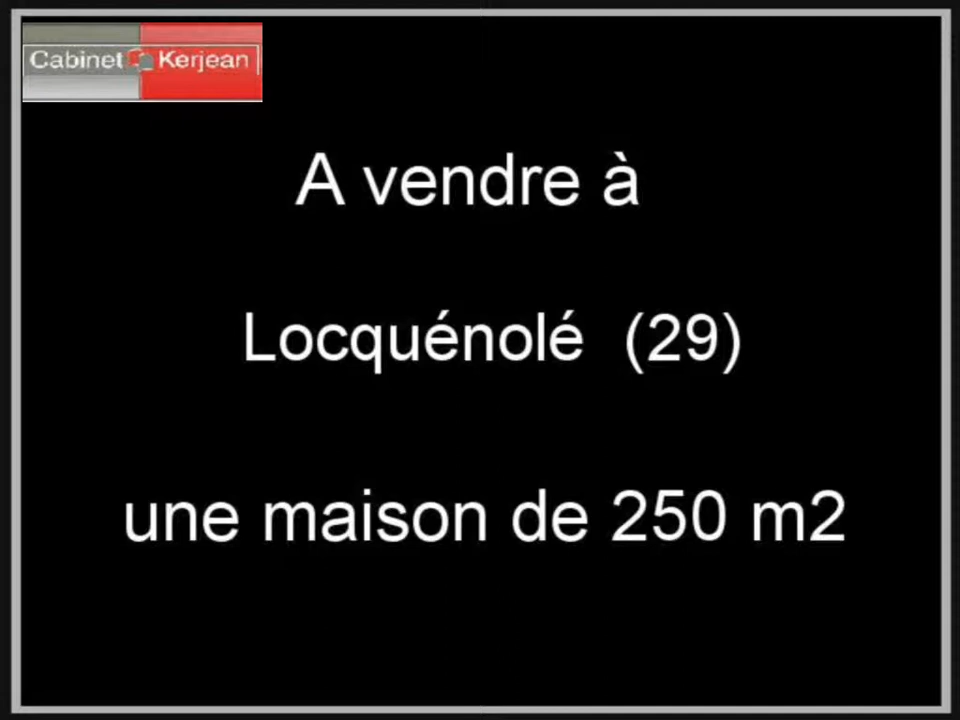 Cabinet Kerjean
A vendre à
Locquénolé (29)
une maison de 250 m2